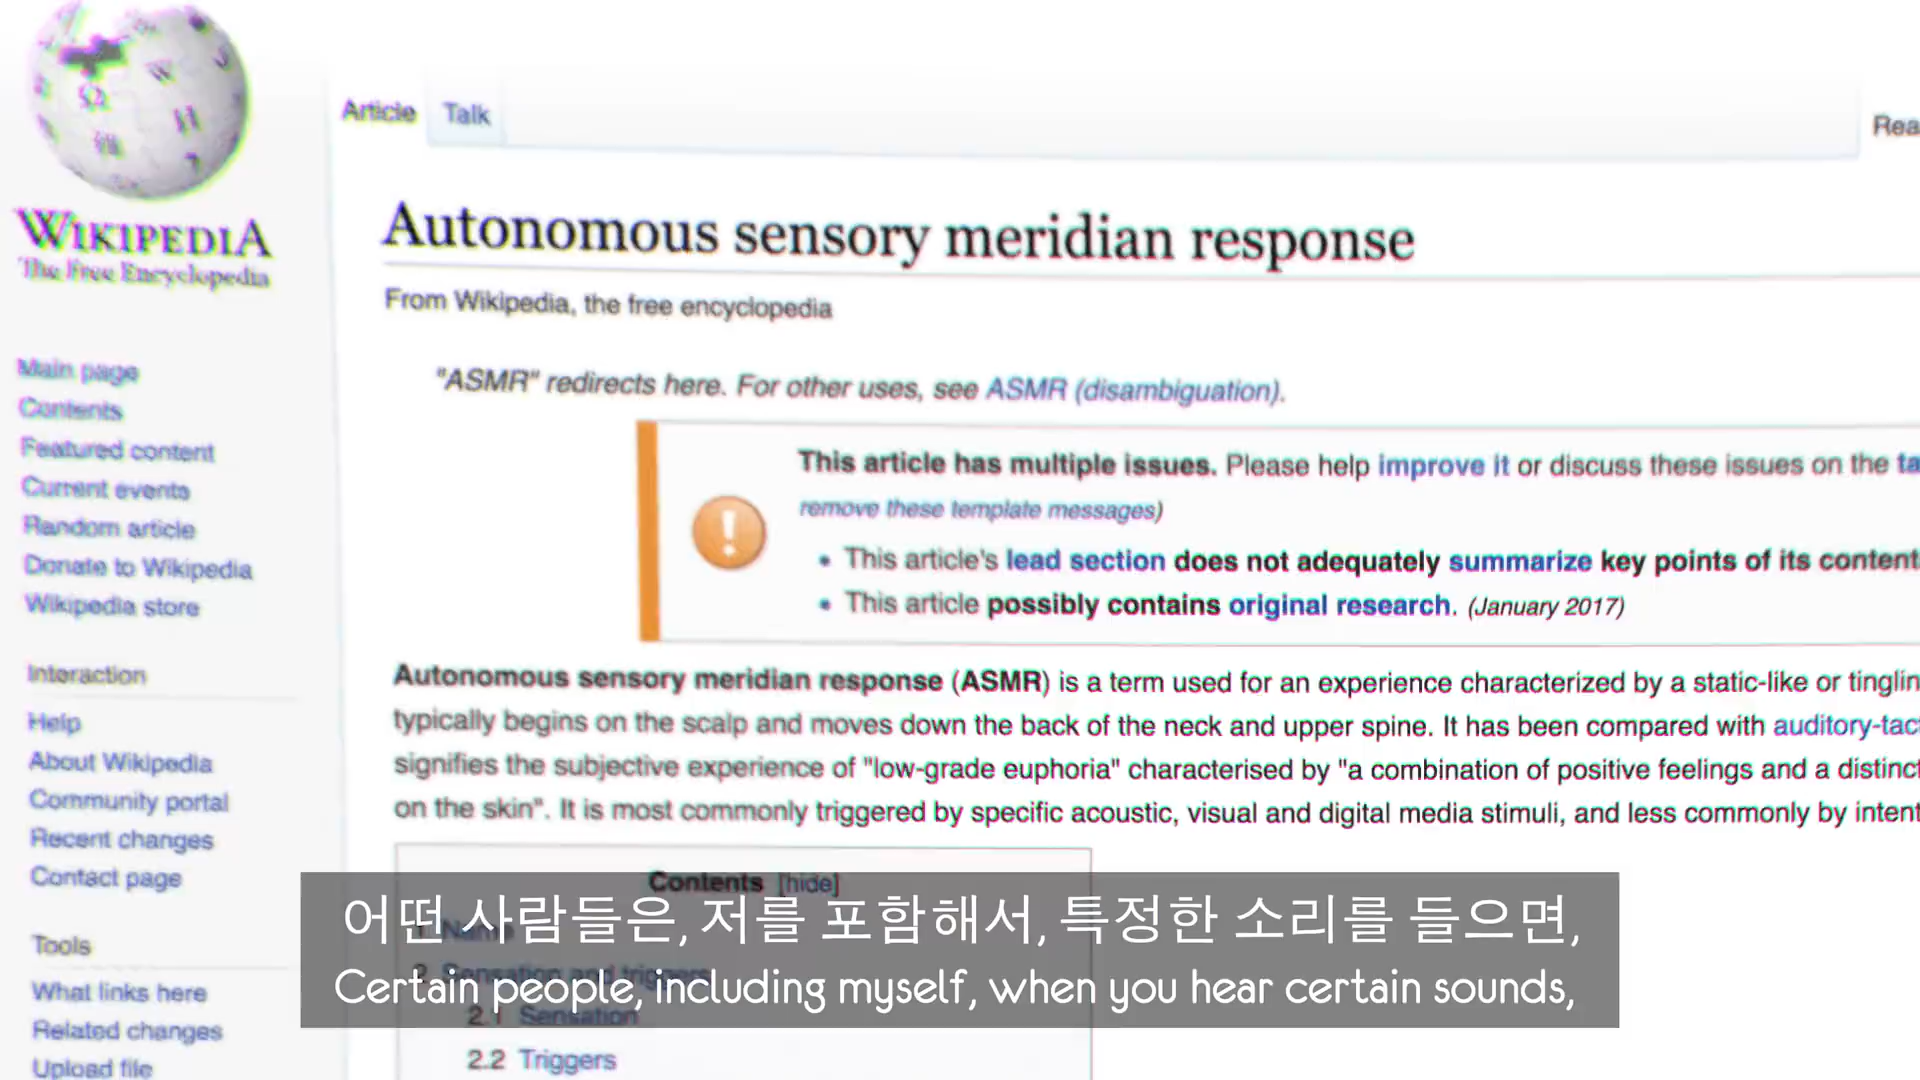 WIKIPEDIA
The Free Encyclopedia
Main page
Contents
Featured content
Current events
Random article
Donate to Wikipedia
Wikipedia store
Interaction
Help
About Wikipedia
Community portal
Recent changes
Contact page
Tools
What links here
Related changes
Upload file
Article Talk
Autonomous sensory meridian response
From Wikipedia, the free encyclopedia
"ASMR" redirects here. For other uses, see ASMR (disambiguation).
This article has multiple issues. Please help improve it or discuss these issues on the
remove these template messages)
• This article's lead section does not adequately summarize key points of its content
• This article possibly contains original research. (January 2017)
Autonomous sensory meridian response (ASMR) is a term used for an experience characterized by a static-like or
typically begins on the scalp and moves down the back of the neck and upper spine. It has been compared with
signifies the subjective experience of "low-grade euphoria" characterised by "a combination of positive feelings and a distinct
on the skin". It is most commonly triggered by specific acoustic, visual and digital media stimuli, and less commonly by
Contents [hide]
2 Sensation and triggers
2.1 Sensation
2.2 Triggers
어떤 사람들은, 저를 포함해서, 특정한 소리를 들으면,
Certain people, including myself, when you hear certain sounds,